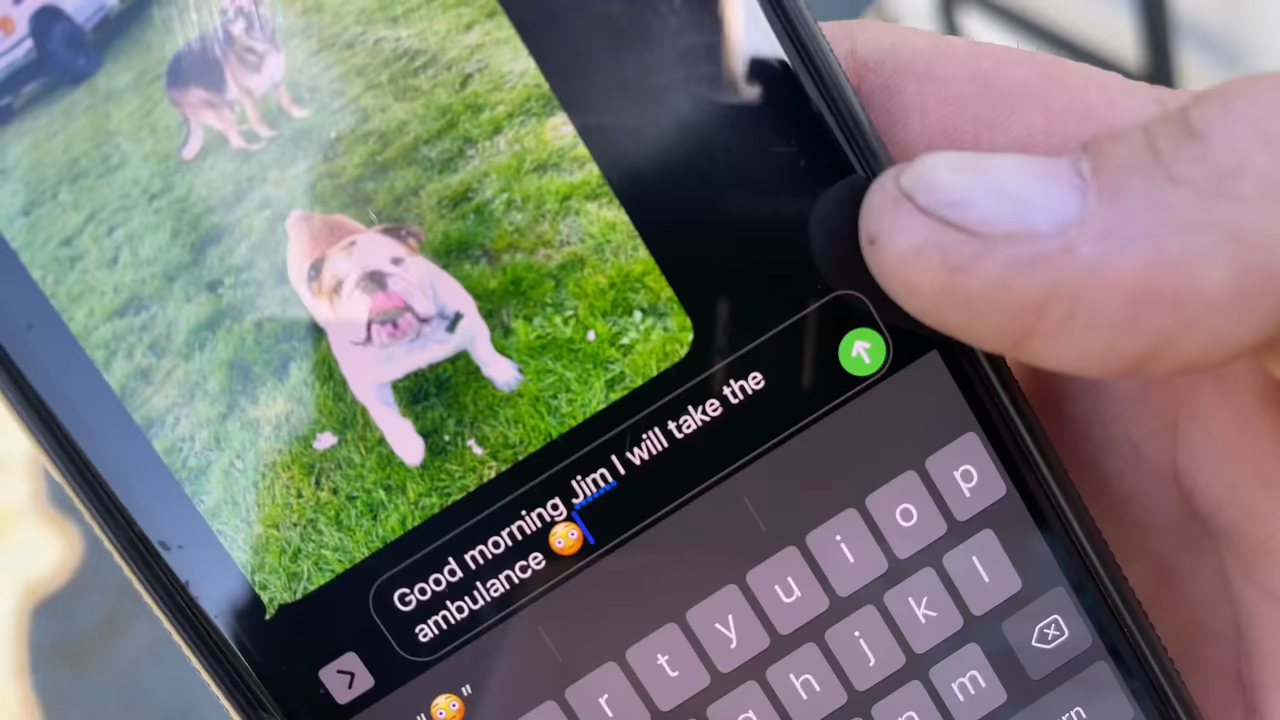 Good morning Jim I will take the
ambulance 😳
"😳"
r t y u i o p
h j k l
m